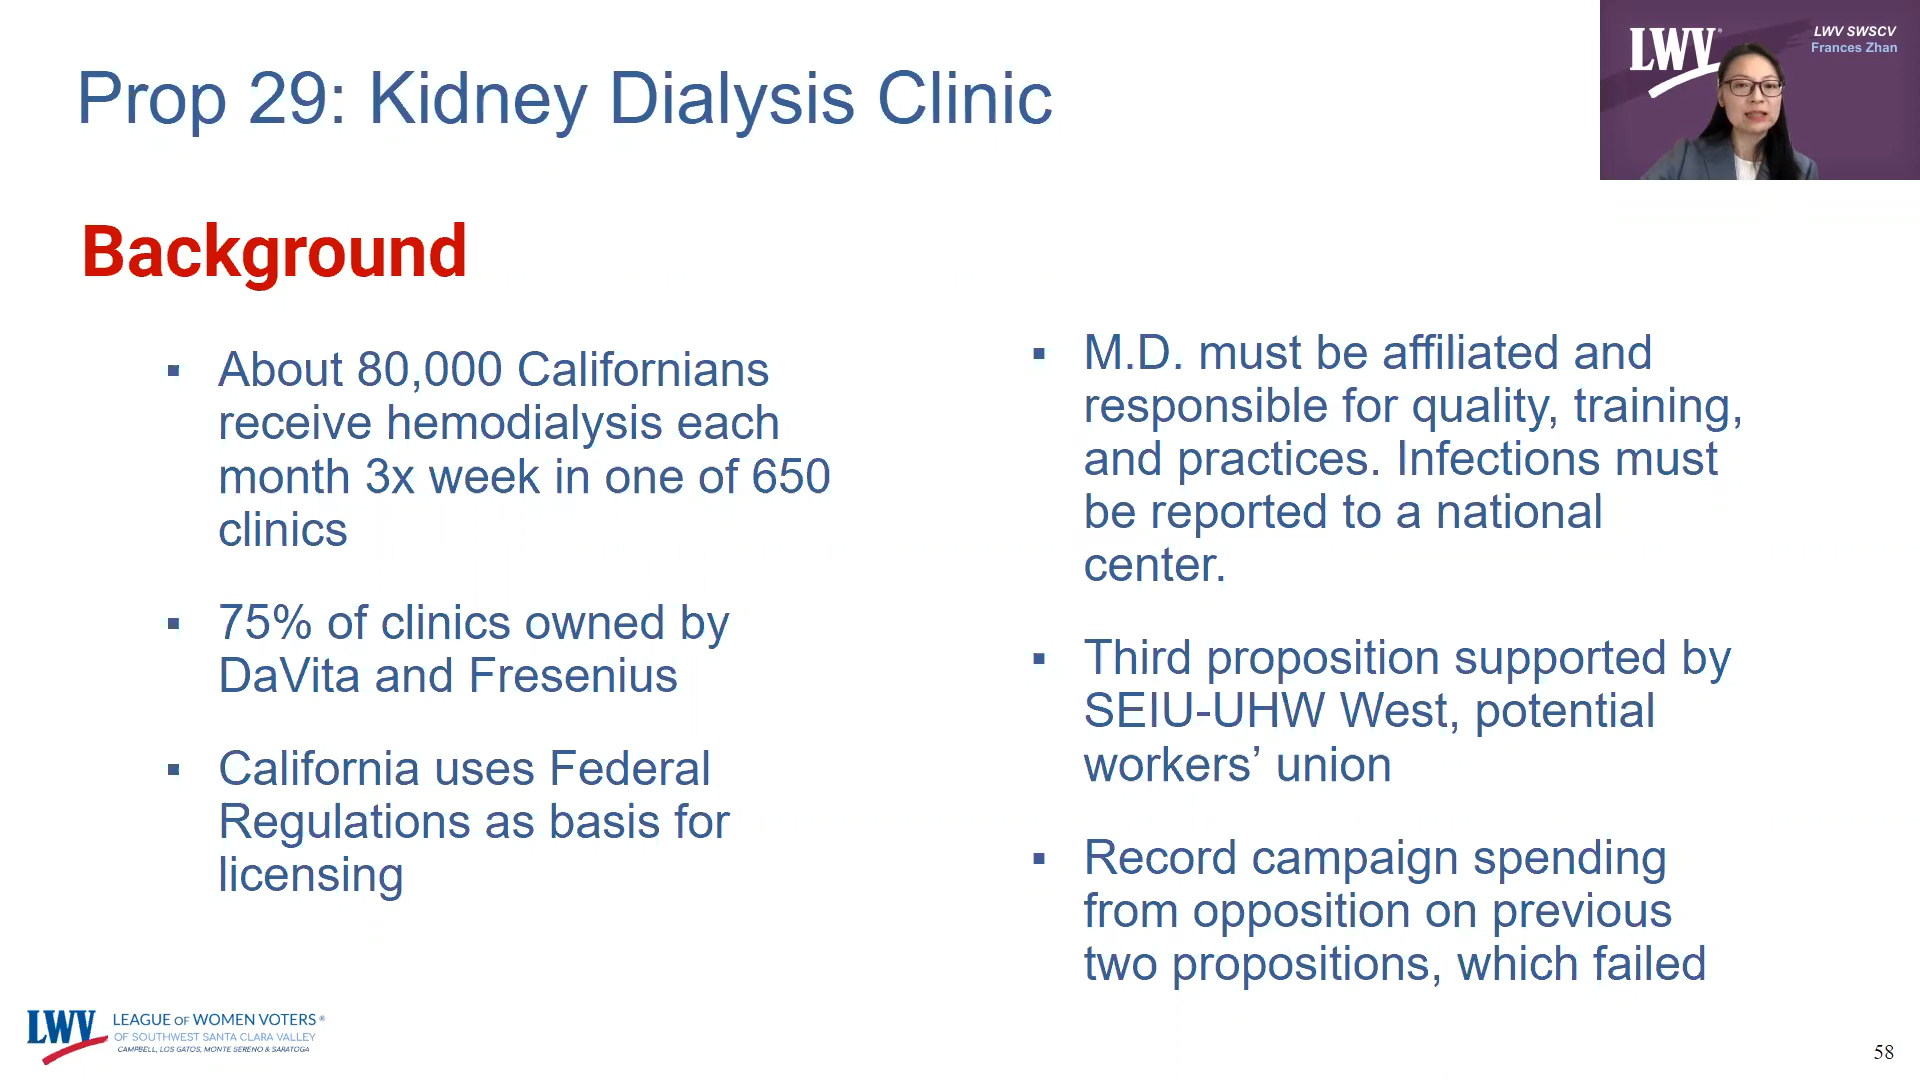 Prop 29: Kidney Dialysis Clinic
LWV®
LWV SWSCV
Frances Zhan
Background
▪ About 80,000 Californians
receive hemodialysis each
month 3x week in one of 650
clinics
▪ 75% of clinics owned by
DaVita and Fresenius
▪ California uses Federal
Regulations as basis for
licensing
▪ M.D. must be affiliated and
responsible for quality, training,
and practices. Infections must
be reported to a national
center.
▪ Third proposition supported by
SEIU-UHW West, potential
workers’ union
▪ Record campaign spending
from opposition on previous
two propositions, which failed
LWV
LEAGUE OF WOMEN VOTERS®
OF SOUTHWEST SANTA CLARA VALLEY
CAMPBELL, LOS GATOS, MONTE SERENO & SARATOGA
58